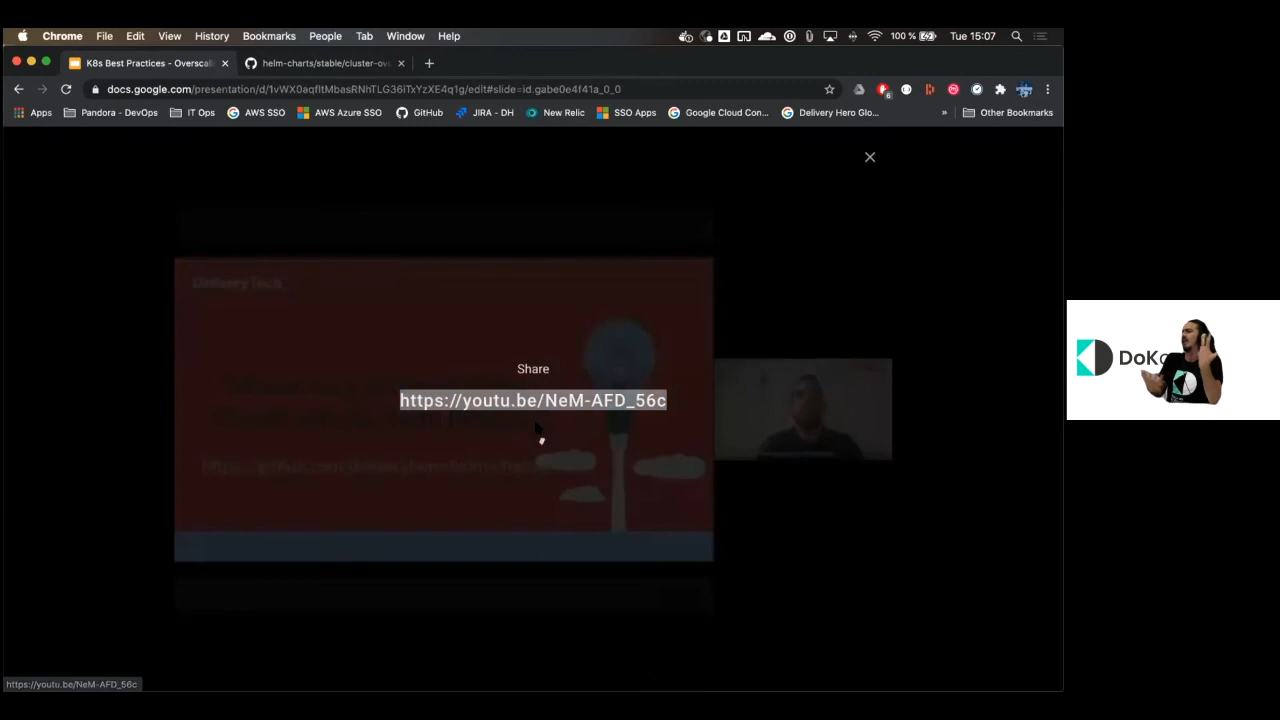 Chrome File Edit View History Bookmarks People Tab Window Help 100 % Tue 15:07
K8s Best Practices - Overscal helm-charts/stable/cluster-ov
docs.google.com/presentation/d/1vWX0aqfItMbasRNhTLG36iTxYzXE4q1g/edit#slide=id.gabe0e4f41a_0_0
6
Apps Pandora - DevOps IT Ops AWS SSO AWS Azure SSO GitHub JIRA - DH New Relic SSO Apps Google Cloud Con... Delivery Hero Glo... » Other Bookmarks
Share
https://youtu.be/NeM-AFD_56c
https://youtu.be/NeM-AFD_56c